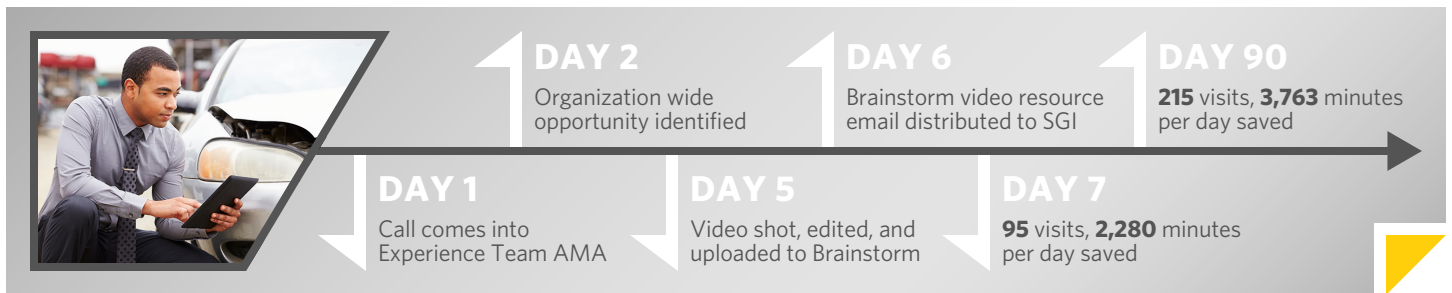 DAY 1
Call comes into
Experience Team AMA
DAY 2
Organization wide
opportunity identified
DAY 5
Video shot, edited, and
uploaded to Brainstorm
DAY 6
Brainstorm video resource
email distributed to SGI
DAY 7
95 visits, 2,280 minutes
per day saved
DAY 90
215 visits, 3,763 minutes
per day saved